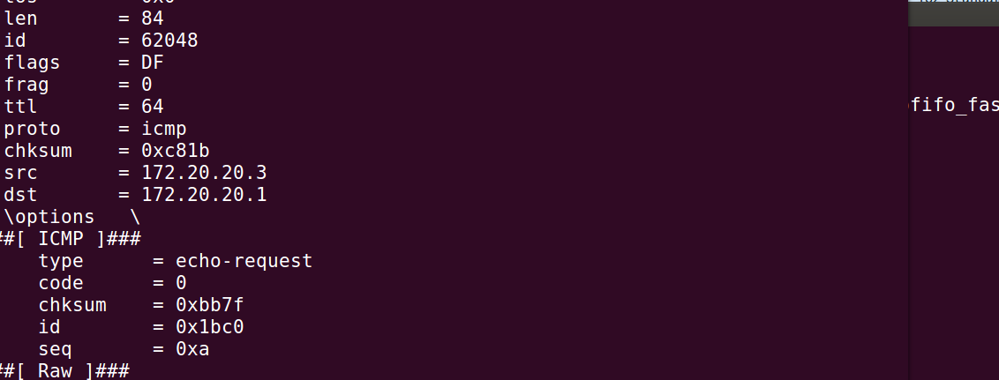 len       = 84
id        = 62048
flags     = DF
frag      = 0
ttl       = 64
proto     = icmp
chksum    = 0xc81b
src       = 172.20.20.3
dst       = 172.20.20.1
\options   \
##[ ICMP ]###
   type      = echo-request
   code      = 0
   chksum    = 0xbb7f
   id        = 0x1bc0
   seq       = 0xa
##[ Raw ]###
fifo_fas